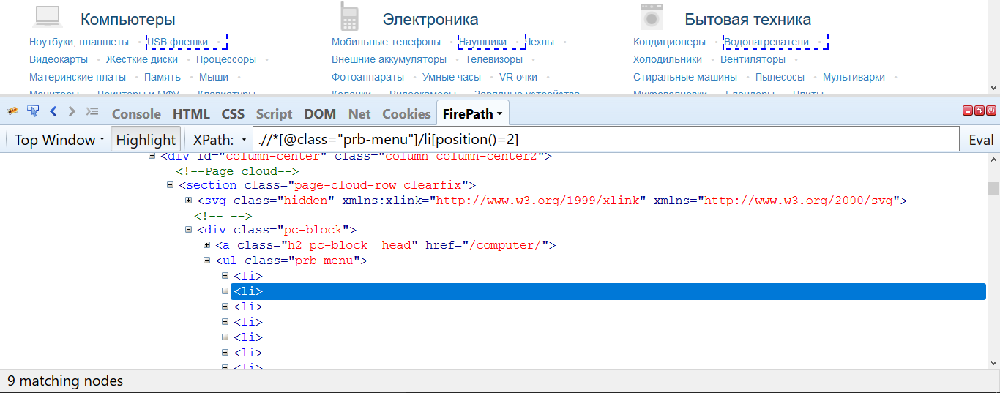 Компьютеры Электроника Бытовая техника
Ноутбуки, планшеты USB флешки Мобильные телефоны Наушники Чехлы Кондиционеры Водонагреватели
Видеокарты Жесткие диски Процессоры Внешние аккумуляторы Телевизоры Холодильники Вентиляторы
Материнские платы Память Мыши Фотоаппараты Умные часы VR очки Стиральные машины Пылесосы Мультиварки
Мониторы Принтеры и МФУ Клавиатуры Колонки Видеокамеры Зарядные устройства Микроволновки Блендеры Плиты
Console HTML CSS Script DOM Net Cookies FirePath
Top Window Highlight XPath: .//*[@class="prb-menu"]/li[position()=2] Eval
<div id="column-center" class="column column-center2">
<!--Page cloud-->
<section class="page-cloud-row clearfix">
<svg class="hidden" xmlns:xlink="http://www.w3.org/1999/xlink" xmlns="http://www.w3.org/2000/svg">
<!-- -->
<div class="pc-block">
<a class="h2 pc-block__head" href="/computer/">
<ul class="prb-menu">
<li>
<li>
<li>
<li>
<li>
<li>
<li>
9 matching nodes